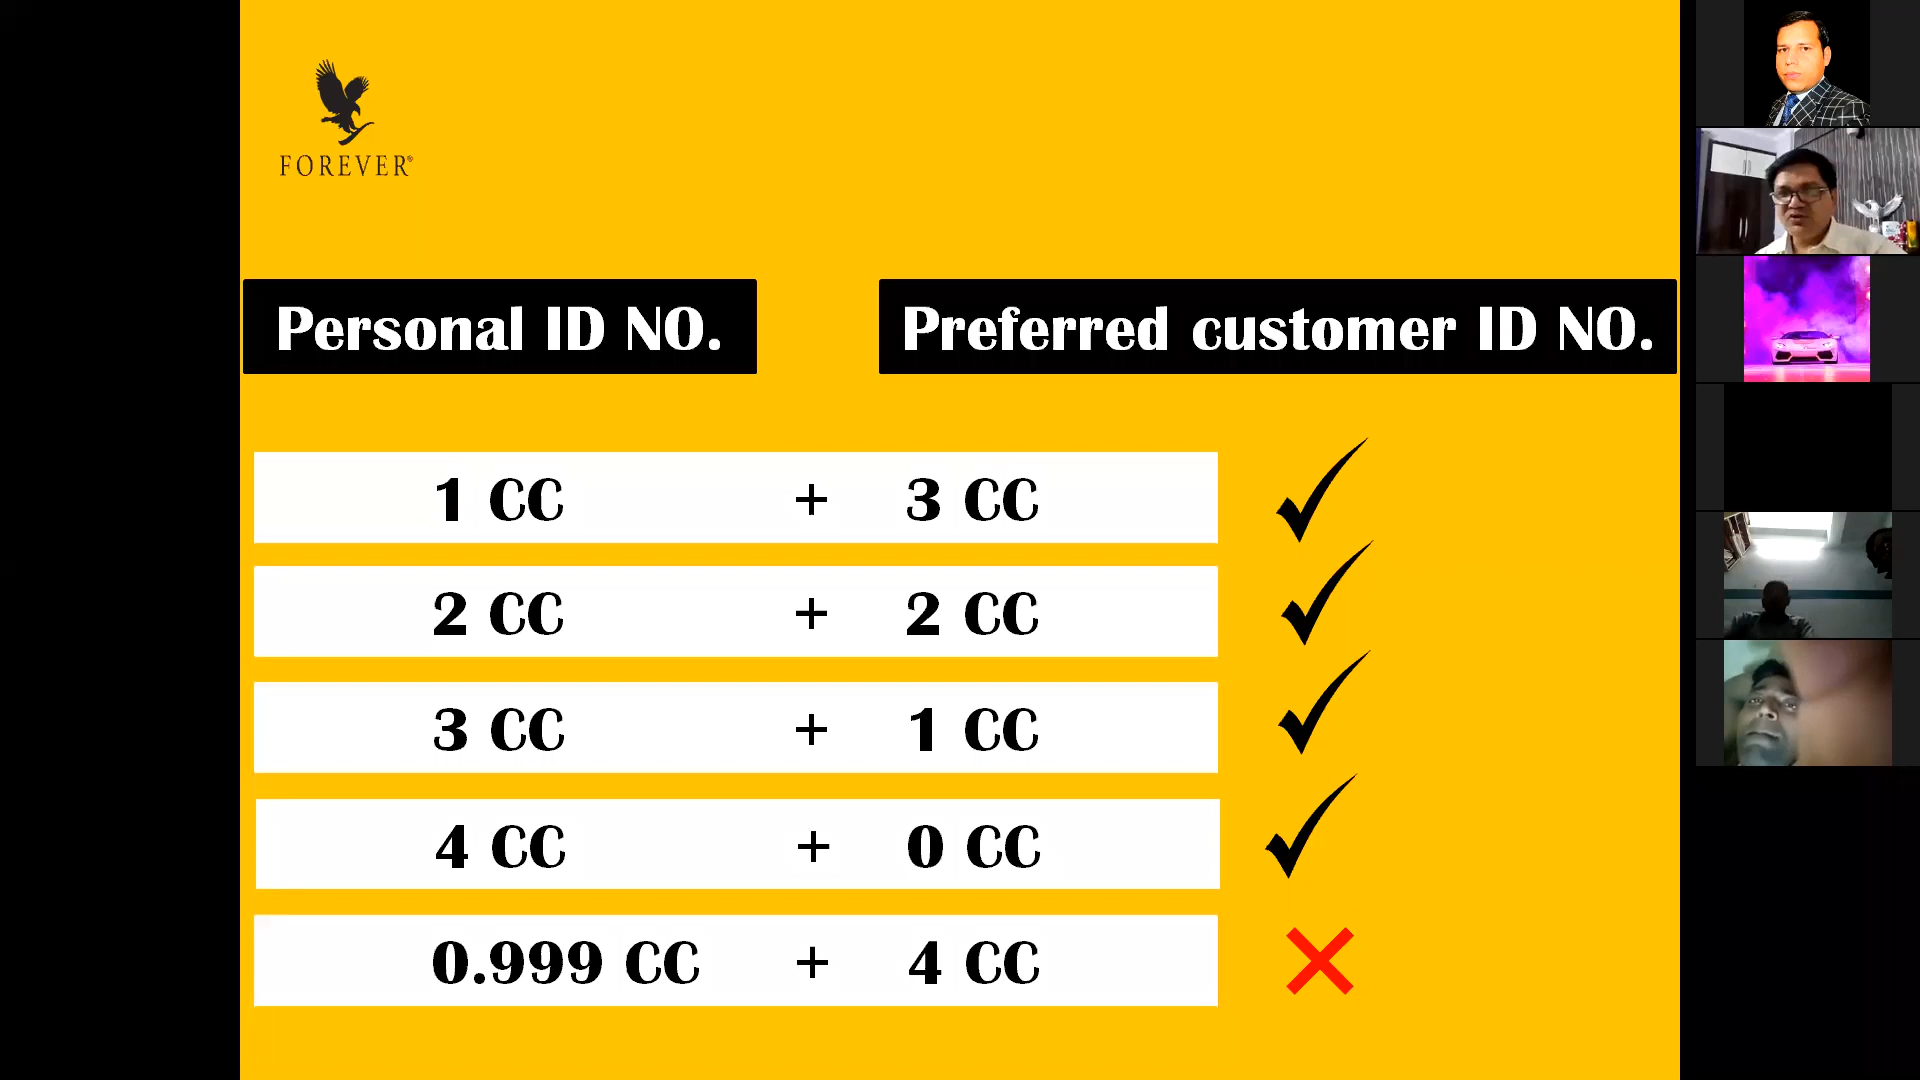 FOREVER®
Personal ID NO. Preferred customer ID NO.
1 CC + 3 CC
2 CC + 2 CC
3 CC + 1 CC
4 CC + 0 CC
0.999 CC + 4 CC